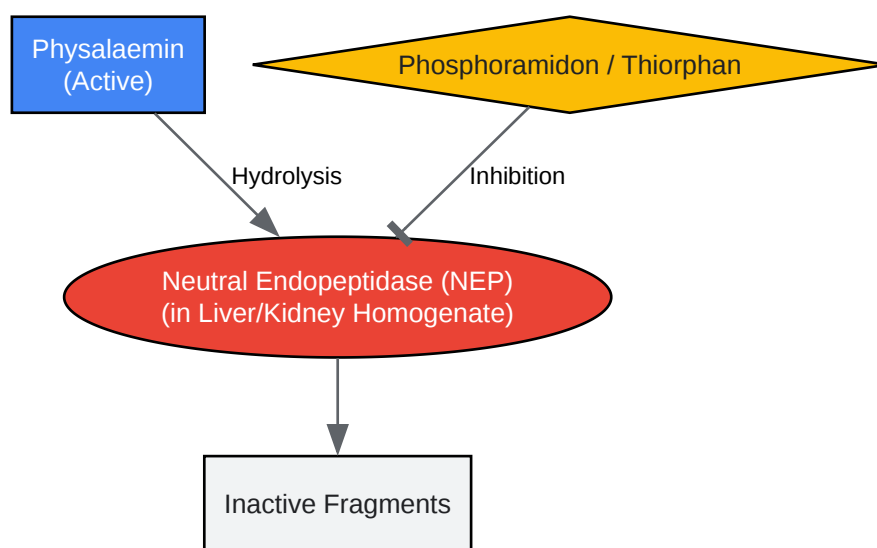 Physalaemin
(Active)
Phosphoramidon / Thiorphan
Hydrolysis
Inhibition
Neutral Endopeptidase (NEP)
(in Liver/Kidney Homogenate)
Inactive Fragments